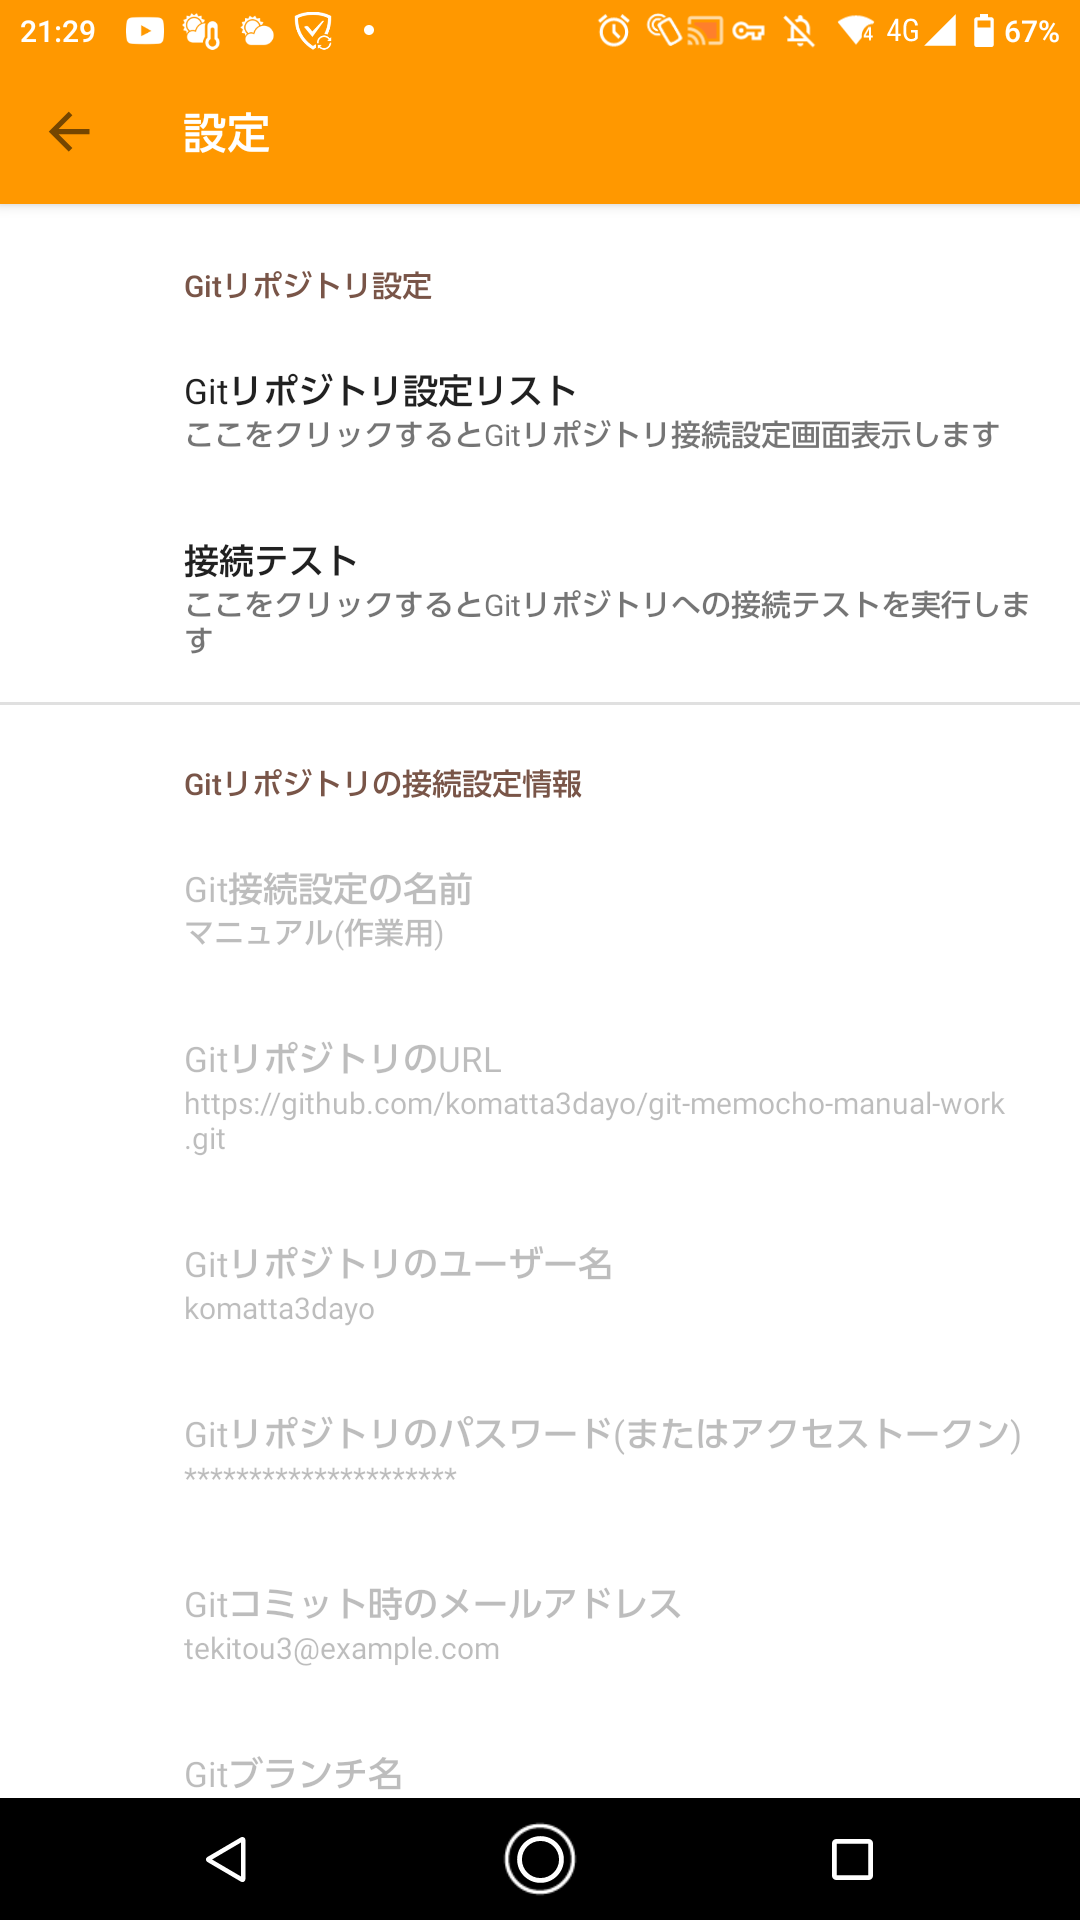 21:29 4 4G 67%
設定
Gitリポジトリ設定
Gitリポジトリ設定リスト
ここをクリックするとGitリポジトリ接続設定画面表示します
接続テスト
ここをクリックするとGitリポジトリへの接続テストを実行しま
す
Gitリポジトリの接続設定情報
Git接続設定の名前
マニュアル(作業用)
GitリポジトリのURL
https://github.com/komatta3dayo/git-memocho-manual-work
.git
Gitリポジトリのユーザー名
komatta3dayo
Gitリポジトリのパスワード(またはアクセストークン)
*********************
Gitコミット時のメールアドレス
tekitou3@example.com
Gitブランチ名